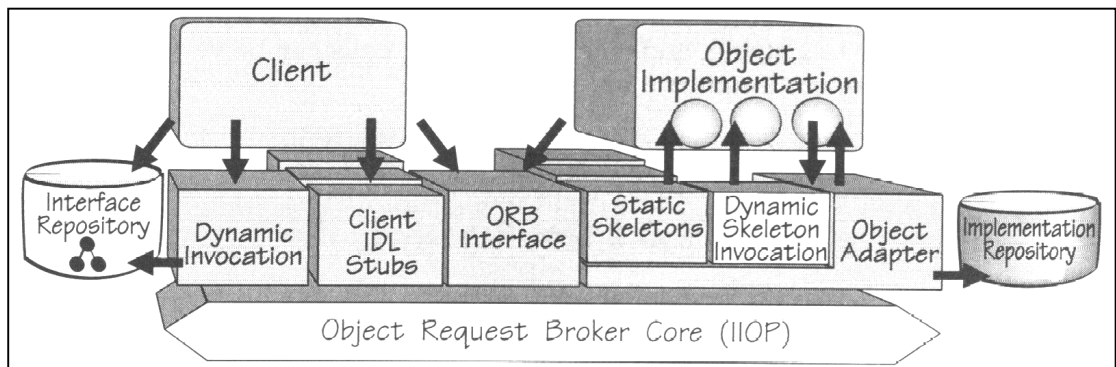 Client
Object
Implementation
Interface
Repository
Dynamic
Invocation
Client
IDL
Stubs
ORB
Interface
Static
Skeletons
Dynamic
Skeleton
Invocation
Object
Adapter
Implementation
Repository
Object Request Broker Core (IIOP)